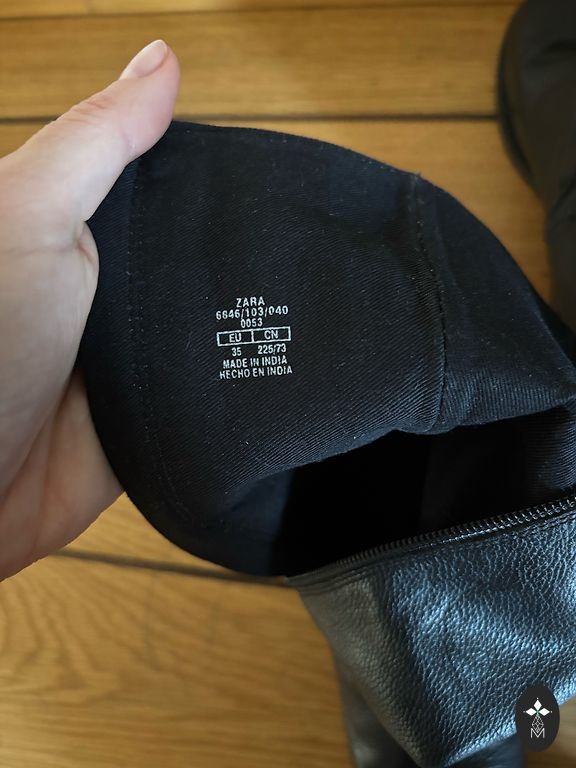 ZARA
6646/103/040
0053
EU CN
35 225/73
MADE IN INDIA
HECHO EN INDIA
M